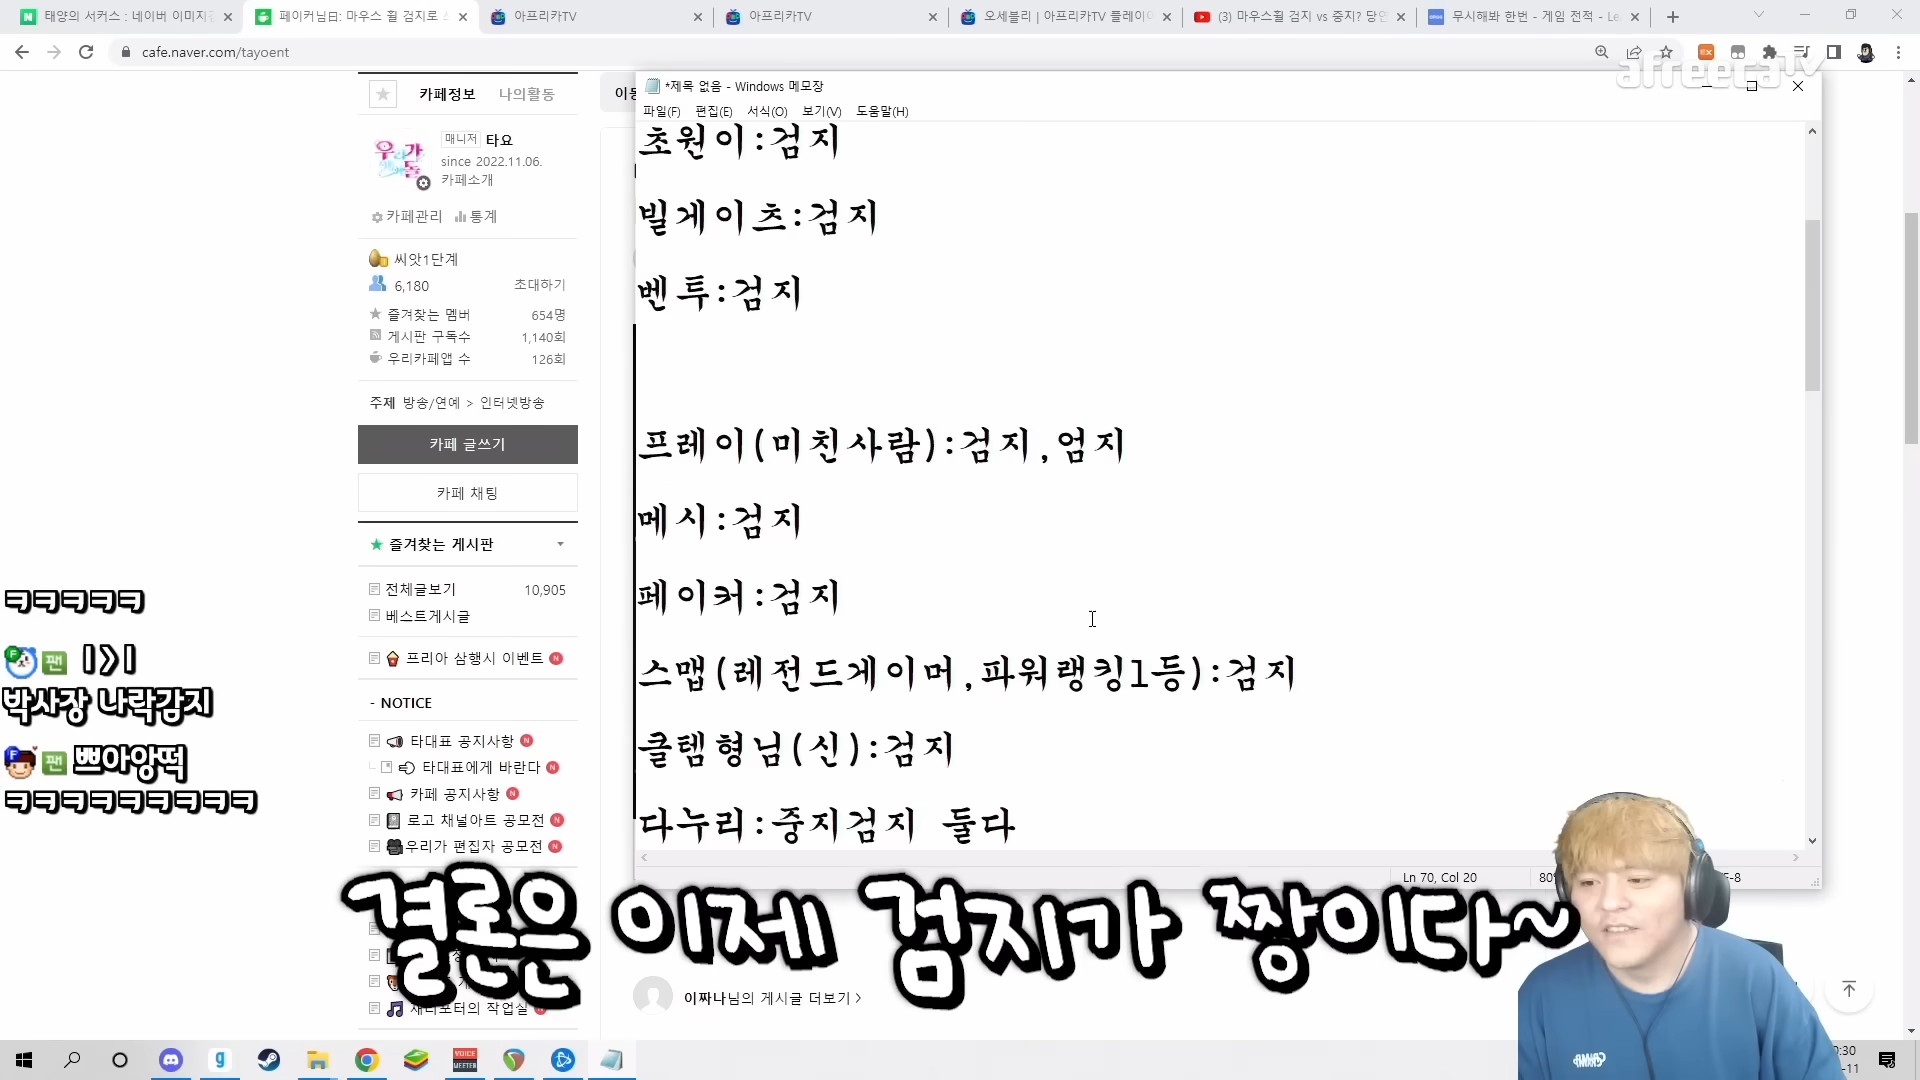 태양의 서커스 : 네이버 이미지
페이커님曰: 마우스 휠 검지로
아프리카TV
아프리카TV
오세블리 | 아프리카TV 플레이
(3) 마우스휠 검지 vs 중지? 당연
무시해봐 한번 - 게임 전적 - Le
cafe.naver.com/tayoent
afreecaTV
카페정보 나의활동
매니저 타요
since 2022.11.06.
카페소개
카페관리 통계
씨앗1단계
6,180 초대하기
즐겨찾는 멤버 654명
게시판 구독수 1,140회
우리카페앱 수 126회
주제 방송/연예 > 인터넷방송
카페 글쓰기
카페 채팅
즐겨찾는 게시판
전체글보기 10,905
베스트게시글
프리아 삼행시 이벤트 N
- NOTICE
타대표 공지사항 N
타대표에게 바란다 N
카페 공지사항 N
로고 채널아트 공모전 N
우리가 편집자 공모전 N
작업실
*제목 없음 - Windows 메모장
파일(F) 편집(E) 서식(O) 보기(V) 도움말(H)
초원이:검지
빌게이츠:검지
벤투:검지
프레이(미친사람):검지,엄지
메시:검지
페이커:검지
스맵(레전드게이머,파워랭킹1등):검지
클템형님(신):검지
다누리:중지검지 둘다
Ln 70, Col 20
ㅋㅋㅋㅋㅋ
팬
박사장 나락감지
팬 쁘아앙떡
ㅋㅋㅋㅋㅋㅋㅋㅋㅋ
결론은 이제 검지가 짱이다~
이짜나님의 게시글 더보기 >
VOICE
MEETER